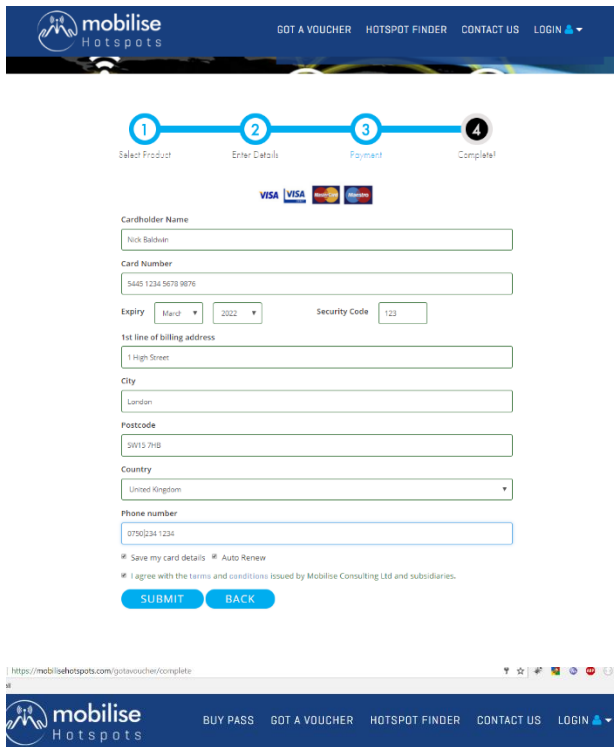 mobilise
Hotspots
GOT A VOUCHER HOTSPOT FINDER CONTACT US LOGIN
1 2 3 4
Select Product Enter Details Payment Complete!
VISA VISA MasterCard Maestro
Cardholder Name
Nick Baldwin
Card Number
5445 1234 5678 9876
Expiry March 2022 Security Code 123
1st line of billing address
1 High Street
City
London
Postcode
SW15 7HB
Country
United Kingdom
Phone number
0750 234 1234
Save my card details Auto Renew
I agree with the terms and conditions issued by Mobilise Consulting Ltd and subsidiaries.
SUBMIT BACK
https://mobilisehotspots.com/gotavoucher/complete
mobilise
Hotspots
BUY PASS GOT A VOUCHER HOTSPOT FINDER CONTACT US LOGIN